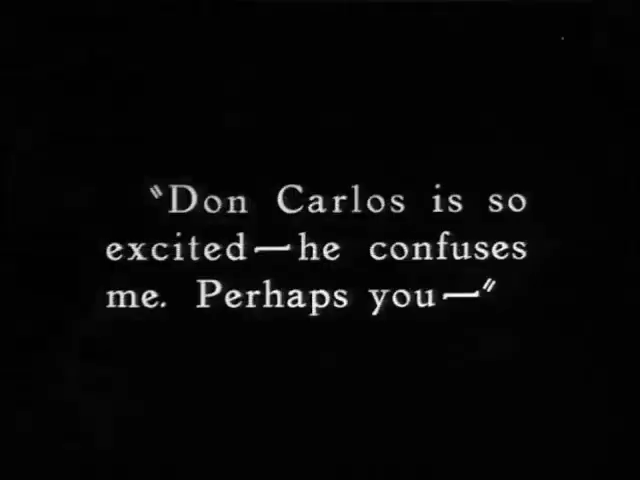 "Don Carlos is so
excited—he confuses
me. Perhaps you—"